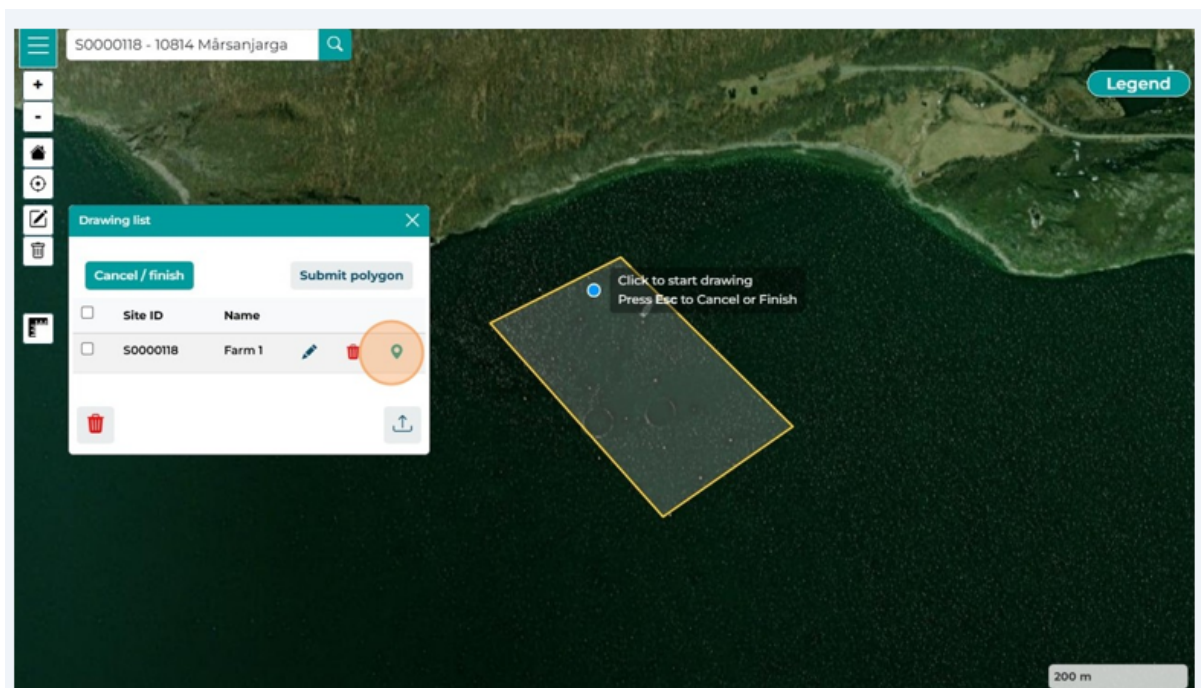 S0000118 - 10814 Mårsanjarga
Legend
+
-
Drawing list
Cancel / finish
Submit polygon
Site ID Name
S0000118 Farm 1
Click to start drawing
Press Esc to Cancel or Finish
200 m